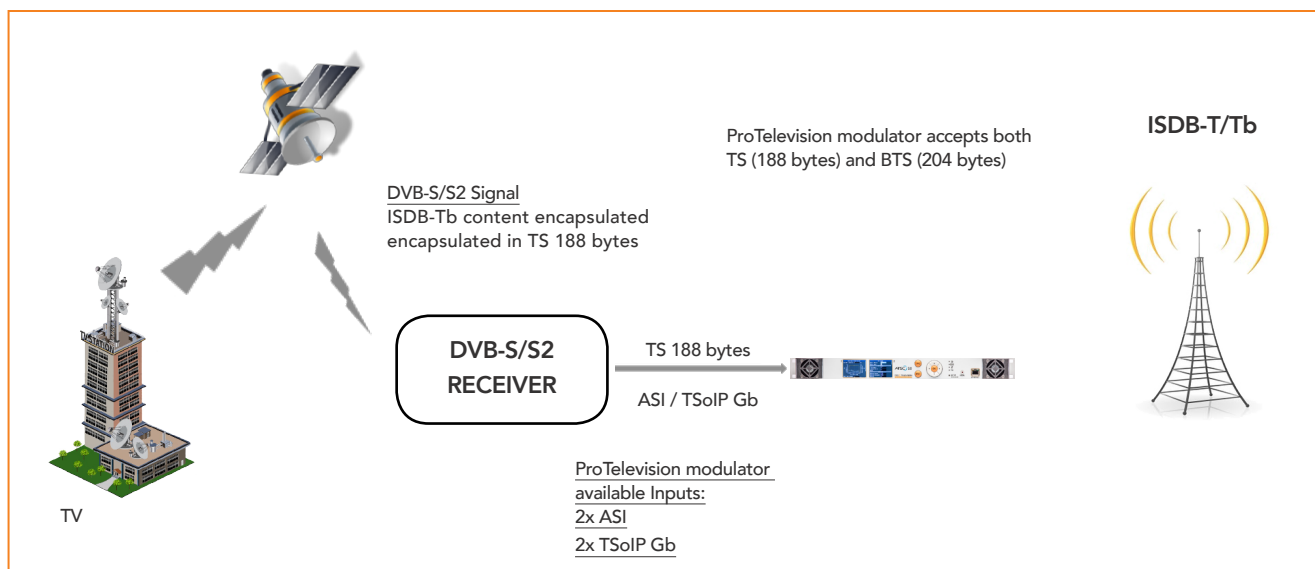 ProTelevision modulator accepts both
TS (188 bytes) and BTS (204 bytes)
ISDB-T/Tb
DVB-S/S2 Signal
ISDB-Tb content encapsulated
encapsulated in TS 188 bytes
TV STATION
DVB-S/S2
RECEIVER
TS 188 bytes
ASI / TSoIP Gb
ProTelevision modulator
available Inputs:
2x ASI
2x TSoIP Gb
TV